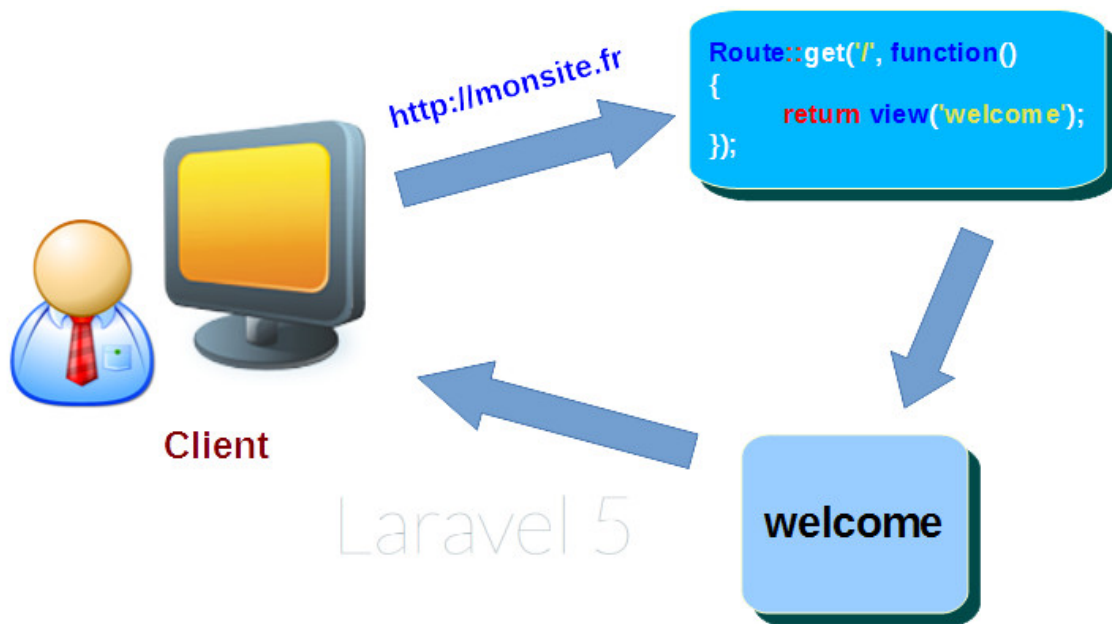 http://monsite.fr
Route::get('/', function()
{
return view('welcome');
});
Client
welcome
Laravel 5